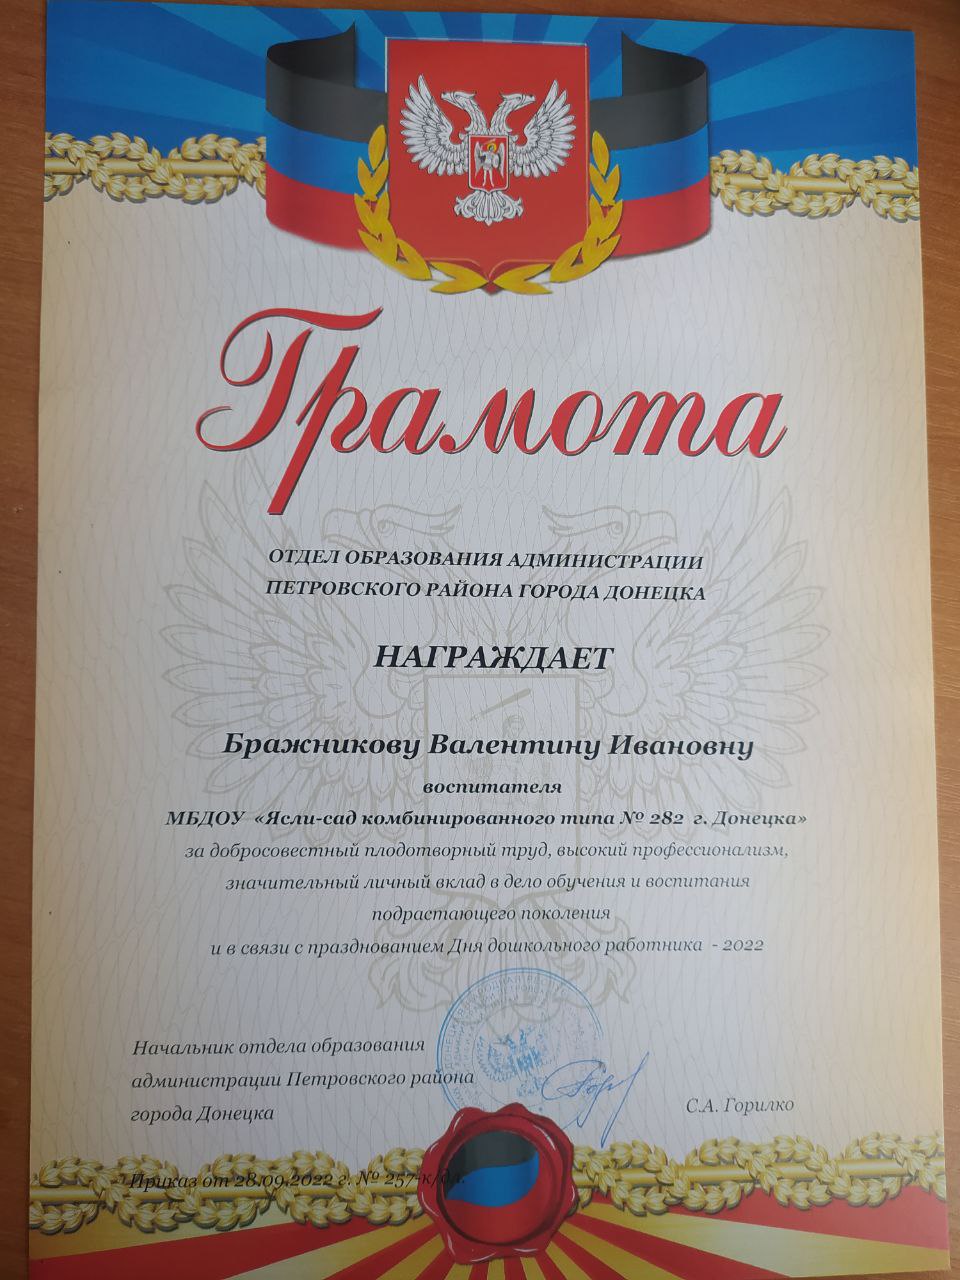 Грамота
ОТДЕЛ ОБРАЗОВАНИЯ АДМИНИСТРАЦИИ
ПЕТРОВСКОГО РАЙОНА ГОРОДА ДОНЕЦКА
НАГРАЖДАЕТ
Бражникову Валентину Ивановну
воспитателя
МБДОУ «Ясли-сад комбинированного типа № 282 г. Донецка»
за добросовестный плодотворный труд, высокий профессионализм,
значительный личный вклад в дело обучения и воспитания
подрастающего поколения
и в связи с празднованием Дня дошкольного работника - 2022
Начальник отдела образования
администрации Петровского района
города Донецка
С.А. Горилко
Приказ от 28.09.2022 г. № 257-к/дл.